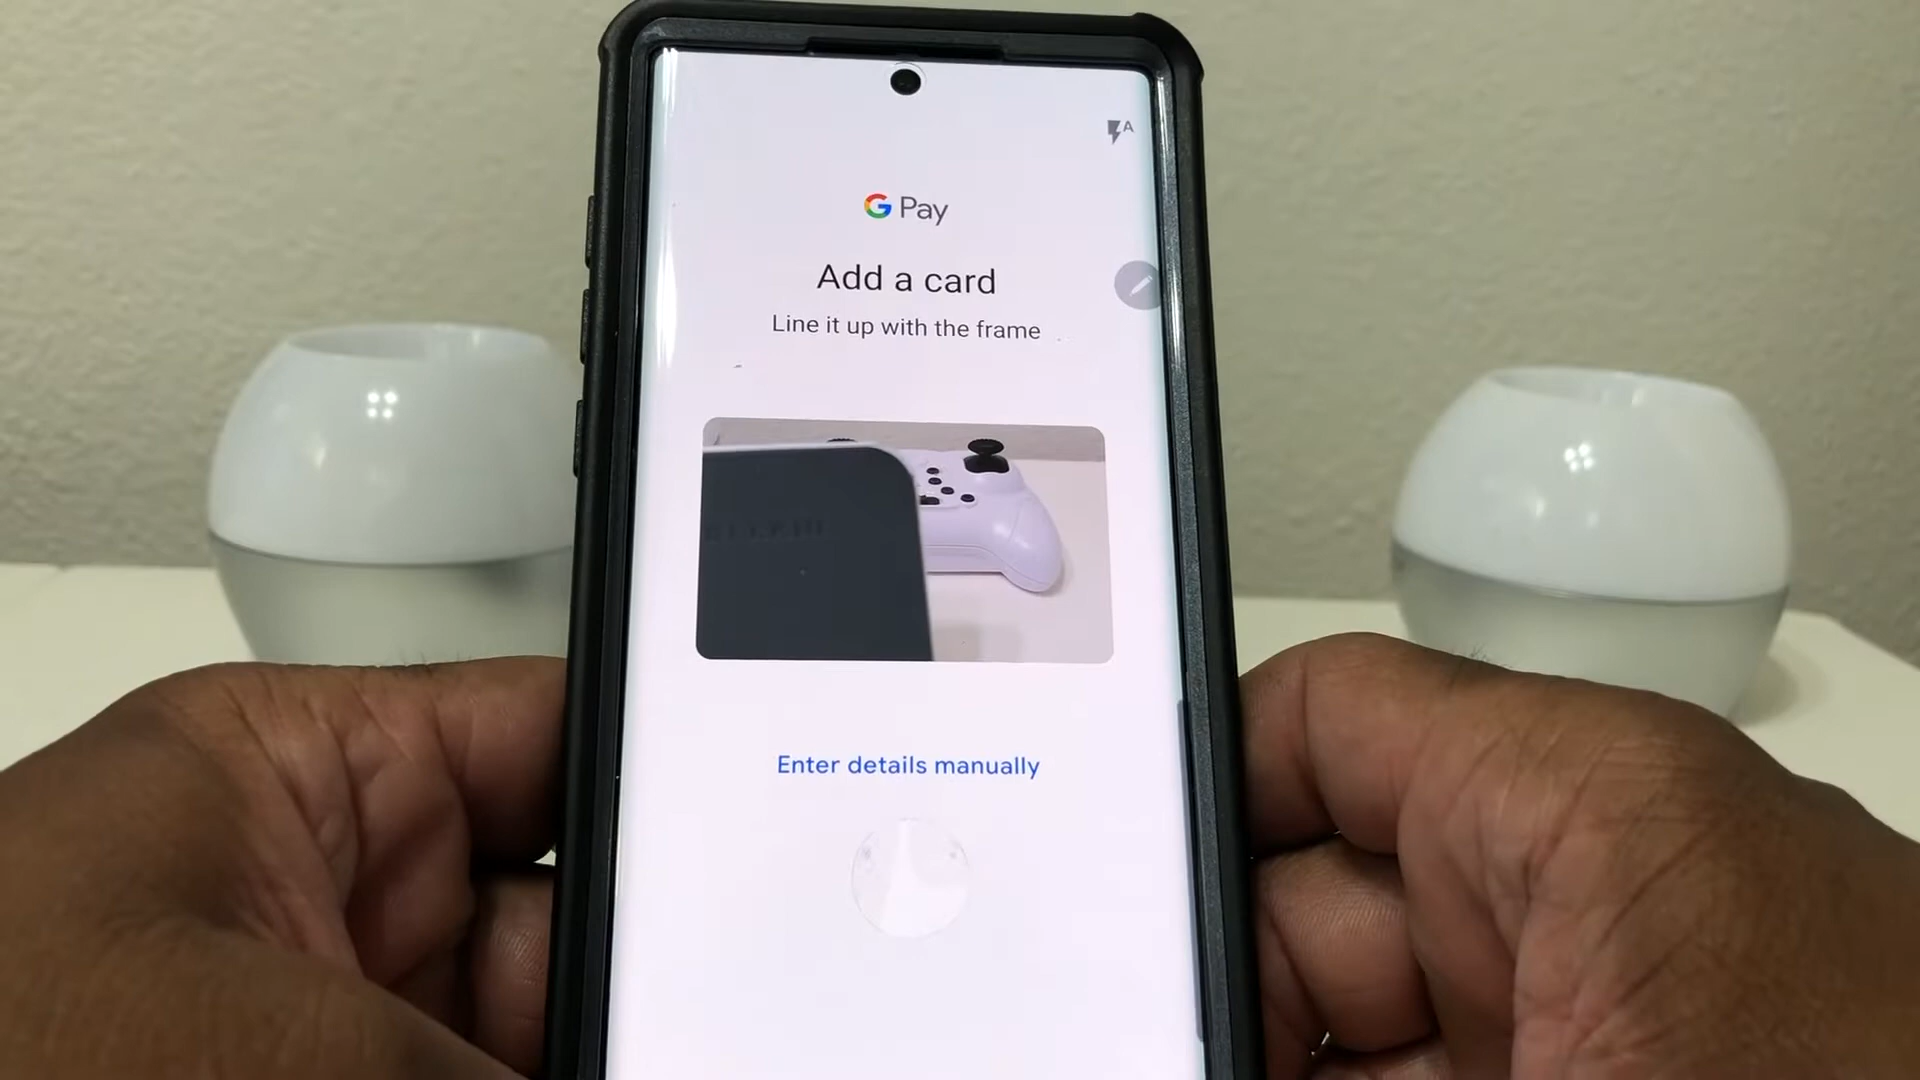 A
G Pay
Add a card
Line it up with the frame
Enter details manually